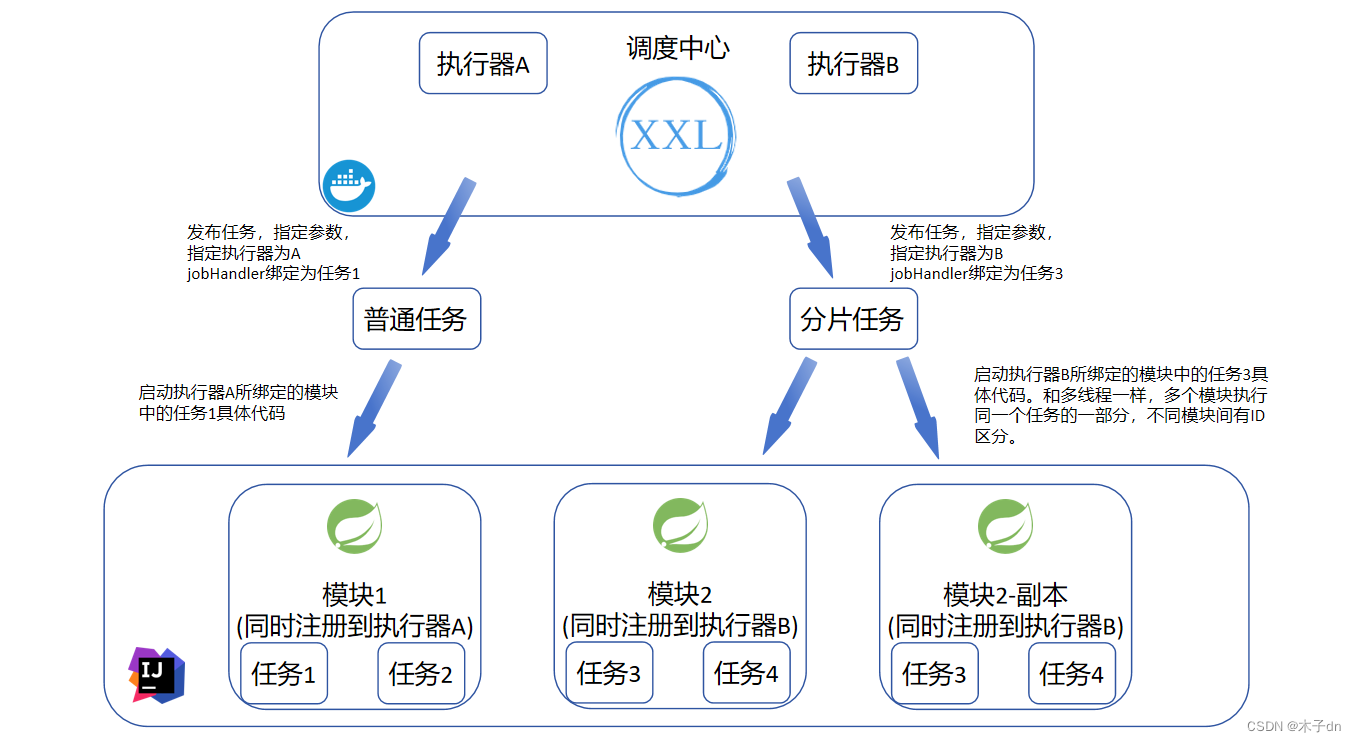 执行器A
调度中心
执行器B
XXL
发布任务，指定参数，
指定执行器为A
jobHandler绑定为任务1
发布任务，指定参数，
指定执行器为B
jobHandler绑定为任务3
普通任务
分片任务
启动执行器A所绑定的模块
中的任务1具体代码
启动执行器B所绑定的模块中的任务3具
体代码。和多线程一样，多个模块执行
同一个任务的一部分，不同模块间有ID
区分。
模块1
(同时注册到执行器A)
任务1
任务2
模块2
(同时注册到执行器B)
任务3
任务4
模块2-副本
(同时注册到执行器B)
任务3
任务4
IJ
CSDN @木子dn